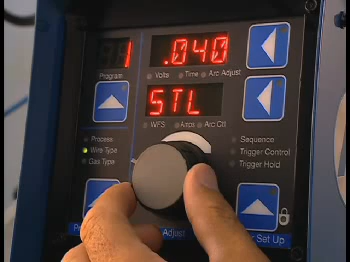 1 .040
Program Volts Time Arc Adjust
STL
WFS Amps Arc Ctl
Process Sequence
Wire Type Trigger Control
Gas Type Trigger Hold
Adjust Set Up